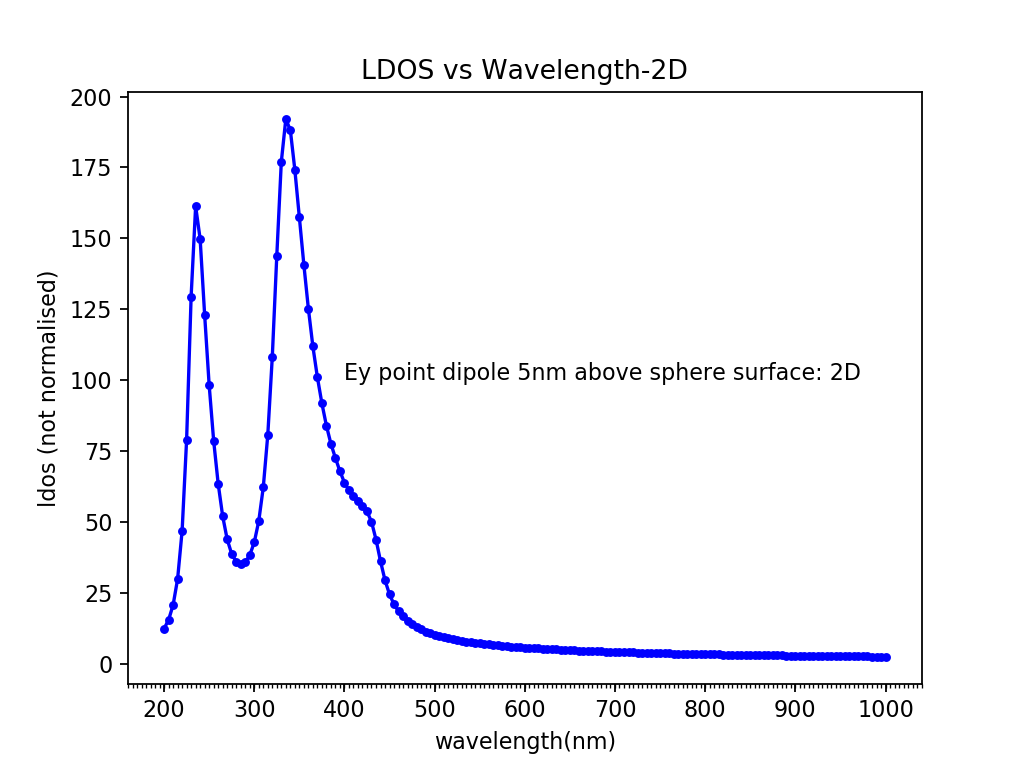 LDOS vs Wavelength-2D
200
175
150
125
100
75
50
25
0
ldos (not normalised)
Ey point dipole 5nm above sphere surface: 2D
200 300 400 500 600 700 800 900 1000
wavelength(nm)